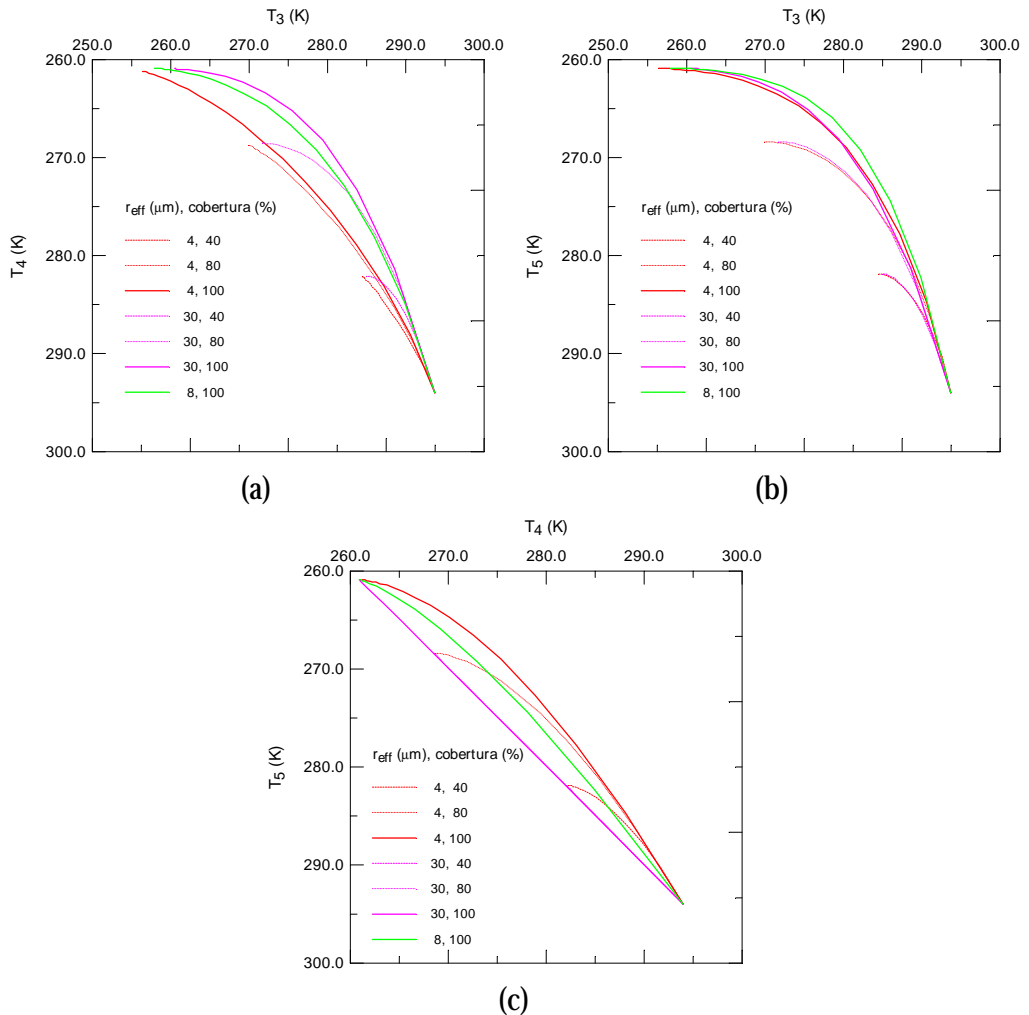 T3 (K)
250.0 260.0 270.0 280.0 290.0 300.0
260.0
270.0
280.0
290.0
300.0
T4 (K)
reff (μm), cobertura (%)
4, 40
4, 80
4, 100
30, 40
30, 80
30, 100
8, 100
(a)
T3 (K)
250.0 260.0 270.0 280.0 290.0 300.0
260.0
270.0
280.0
290.0
300.0
T5 (K)
reff (μm), cobertura (%)
4, 40
4, 80
4, 100
30, 40
30, 80
30, 100
8, 100
(b)
T4 (K)
260.0 270.0 280.0 290.0 300.0
260.0
270.0
280.0
290.0
300.0
T5 (K)
reff (μm), cobertura (%)
4, 40
4, 80
4, 100
30, 40
30, 80
30, 100
8, 100
(c)